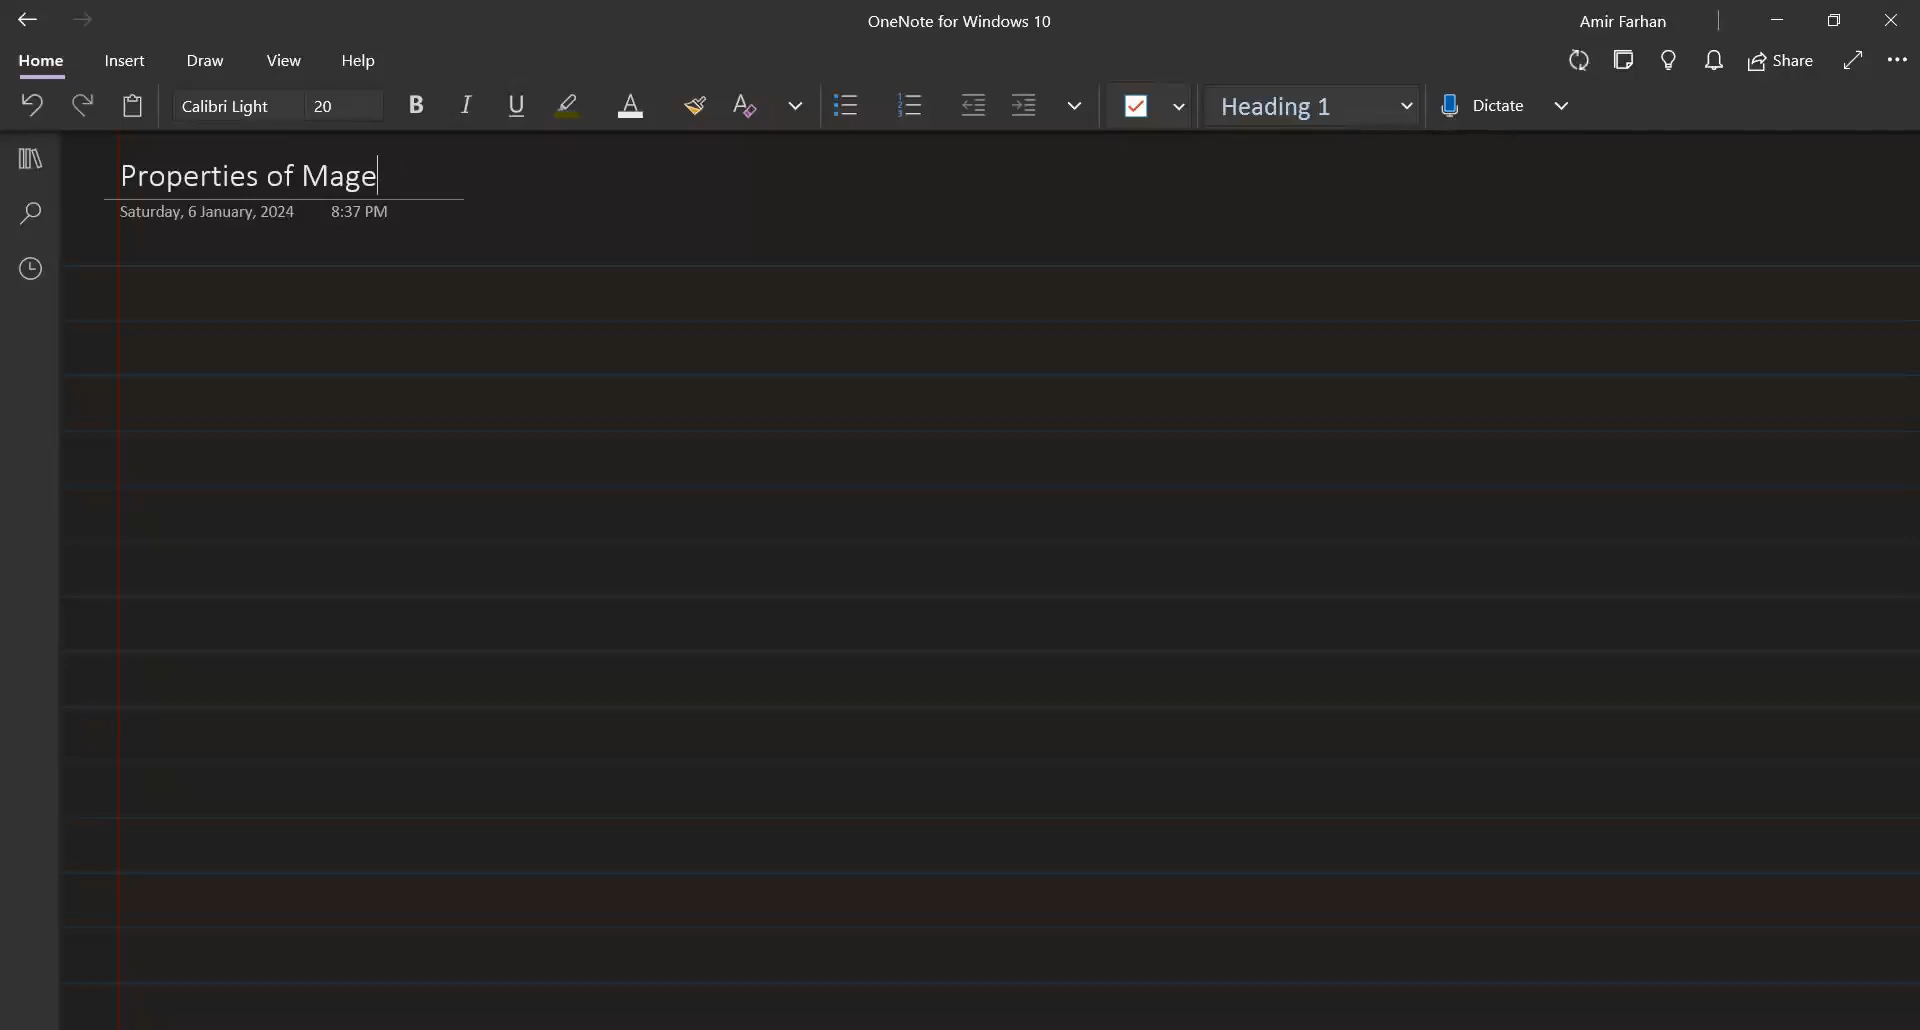 OneNote for Windows 10
Amir Farhan
Home Insert Draw View Help
Share
Calibri Light 20 B I U A A Heading 1 Dictate
Properties of Mage
Saturday, 6 January, 2024 8:37 PM